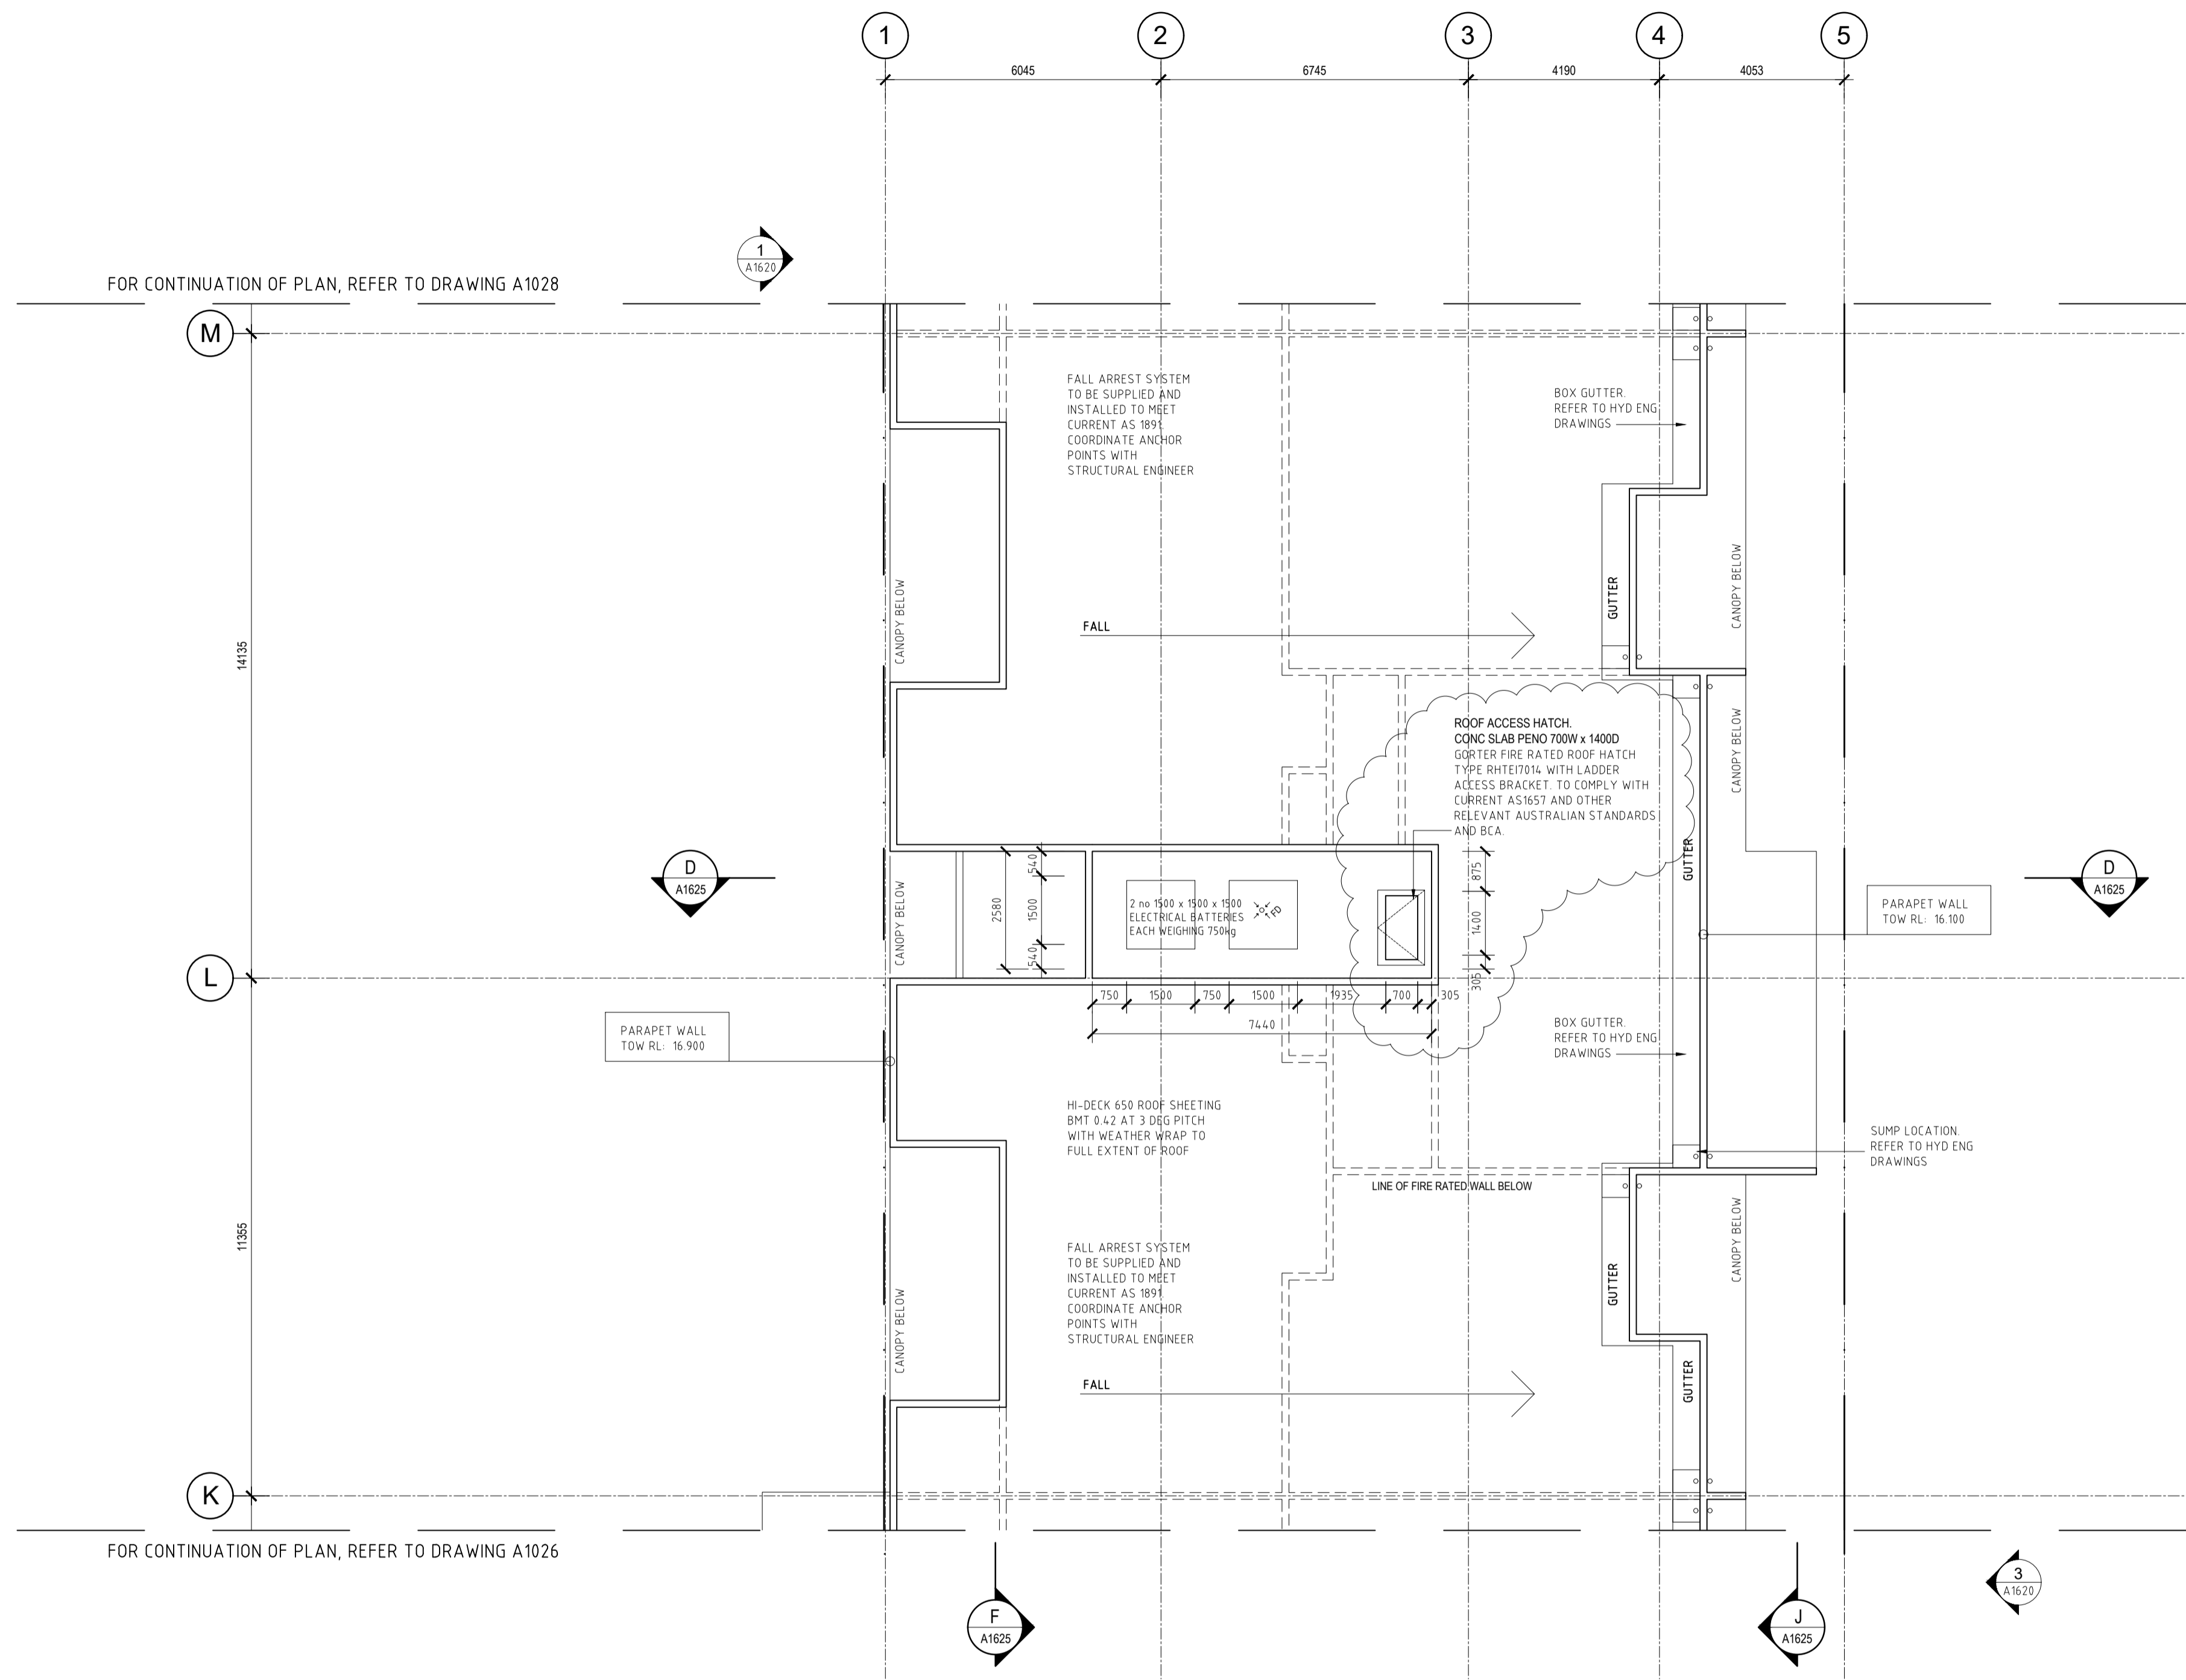 1
2
3
4
5
6045
6745
4190
4053
1
A1620
FOR CONTINUATION OF PLAN, REFER TO DRAWING A1028
M
FALL ARREST SYSTEM
TO BE SUPPLIED AND
INSTALLED TO MEET
CURRENT AS 1891.
COORDINATE ANCHOR
POINTS WITH
STRUCTURAL ENGINEER
BOX GUTTER.
REFER TO HYD ENG
DRAWINGS
CANOPY BELOW
GUTTER
CANOPY BELOW
FALL
14135
ROOF ACCESS HATCH.
CONC SLAB PENO 700W x 1400D
GORTER FIRE RATED ROOF HATCH
TYPE RHTEI7014 WITH LADDER
ACCESS BRACKET. TO COMPLY WITH
CURRENT AS1657 AND OTHER
RELEVANT AUSTRALIAN STANDARDS
AND BCA.
CANOPY BELOW
GUTTER
D
A1625
CANOPY BELOW
2580
540
1500
540
2 no 1500 x 1500 x 1500
ELECTRICAL BATTERIES
EACH WEIGHING 750kg
FD
875
1400
305
D
A1625
PARAPET WALL
TOW RL: 16.100
L
750
1500
750
1500
1935
700
305
7440
PARAPET WALL
TOW RL: 16.900
BOX GUTTER.
REFER TO HYD ENG
DRAWINGS
HI-DECK 650 ROOF SHEETING
BMT 0.42 AT 3 DEG PITCH
WITH WEATHER WRAP TO
FULL EXTENT OF ROOF
SUMP LOCATION.
REFER TO HYD ENG
DRAWINGS
LINE OF FIRE RATED WALL BELOW
11355
FALL ARREST SYSTEM
TO BE SUPPLIED AND
INSTALLED TO MEET
CURRENT AS 1891.
COORDINATE ANCHOR
POINTS WITH
STRUCTURAL ENGINEER
CANOPY BELOW
GUTTER
CANOPY BELOW
GUTTER
FALL
K
FOR CONTINUATION OF PLAN, REFER TO DRAWING A1026
F
A1625
J
A1625
3
A1620